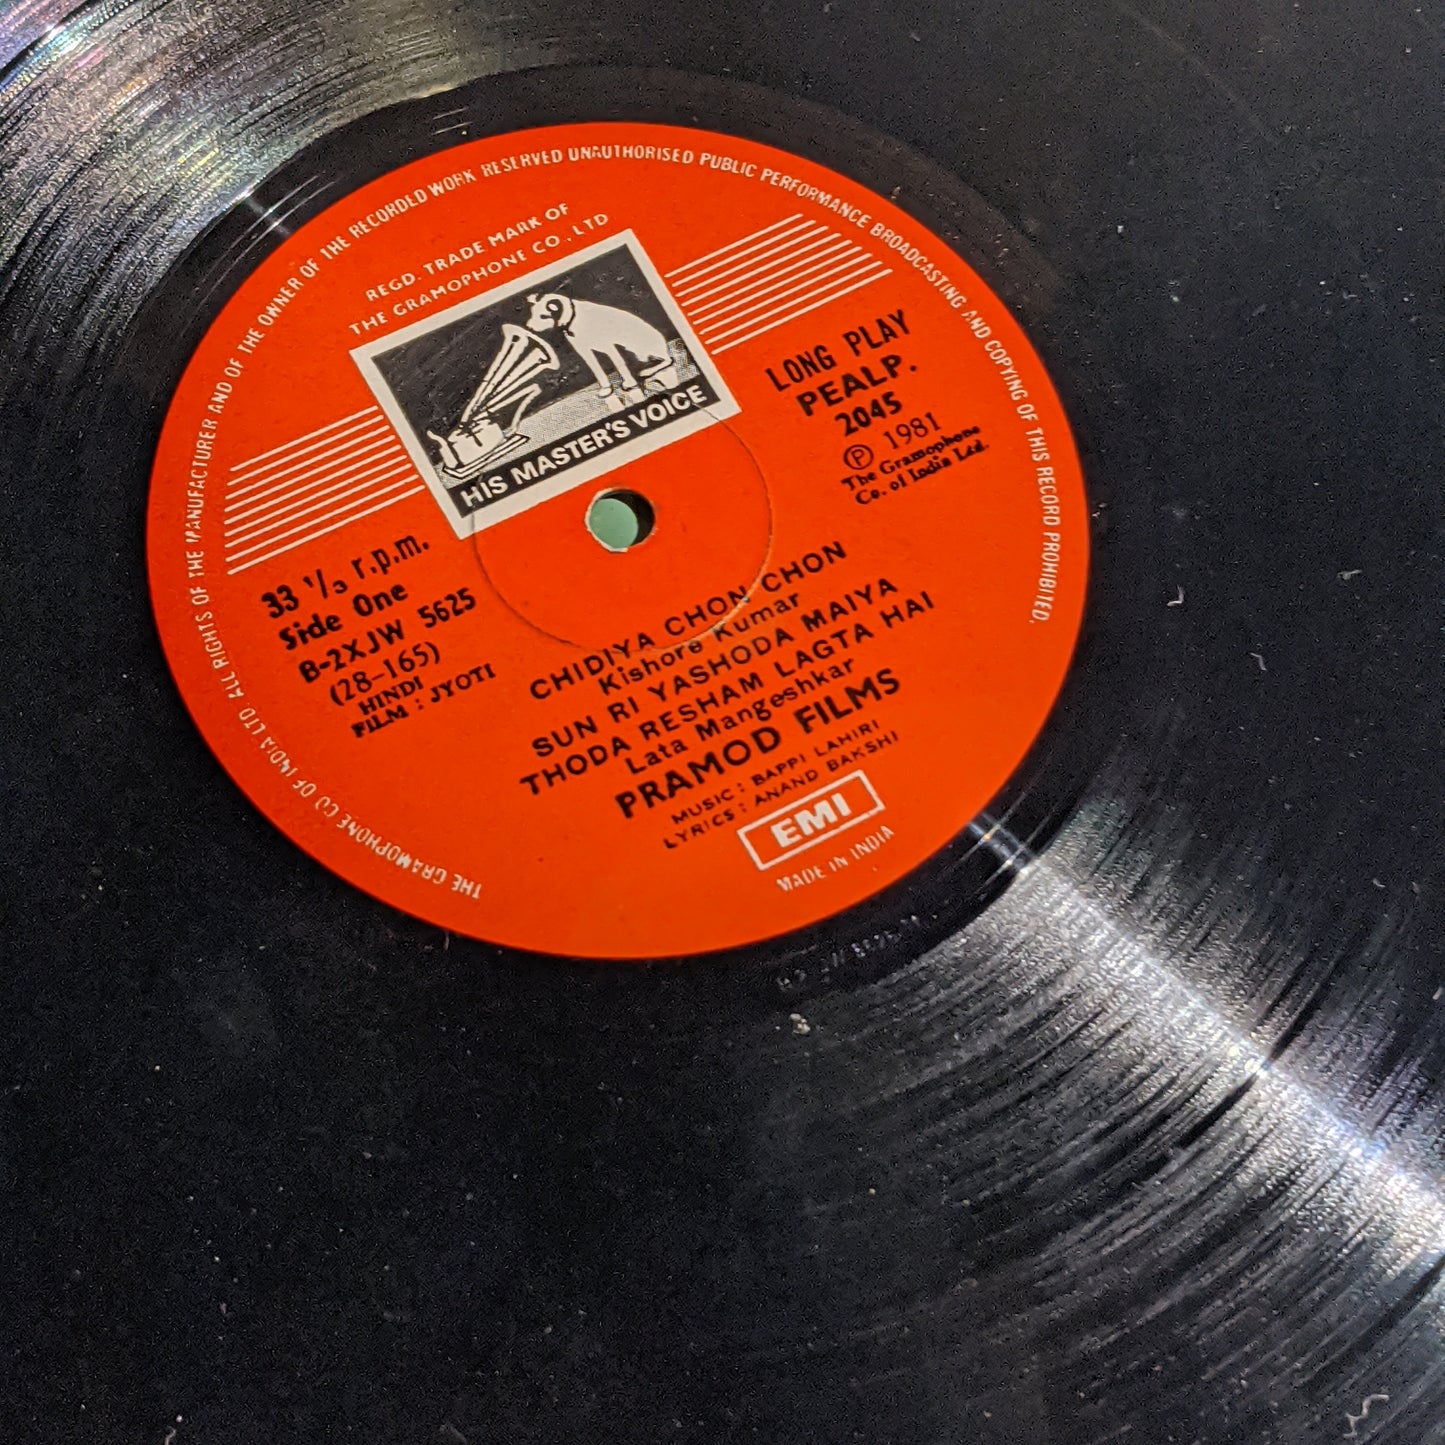 THE GRAMOPHONE CO OF INDIA LTD ALL RIGHTS OF THE MANUFACTURER AND OF THE OWNER OF THE RECORDED WORK RESERVED UNAUTHORISED PUBLIC PERFORMANCE BROADCASTING AND COPYING OF THIS RECORD PROHIBITED.
REGD. TRADE MARK OF
THE GRAMOPHONE CO., LTD
HIS MASTER'S VOICE
LONG PLAY
PEALP.
2045
Ⓟ 1981
The Gramophone
Co. of India Ltd.
33 1/3 r.p.m.
Side One
B-2XJW 5625
(28-165)
HINDI
FILM : JYOTI
CHIDIYA CHON CHON
Kishore Kumar
SUN RI YASHODA MAIYA
THODA RESHAM LAGTA HAI
Lata Mangeshkar
PRAMOD FILMS
MUSIC : BAPPI LAHIRI
LYRICS : ANAND BAKSHI
EMI
MADE IN INDIA